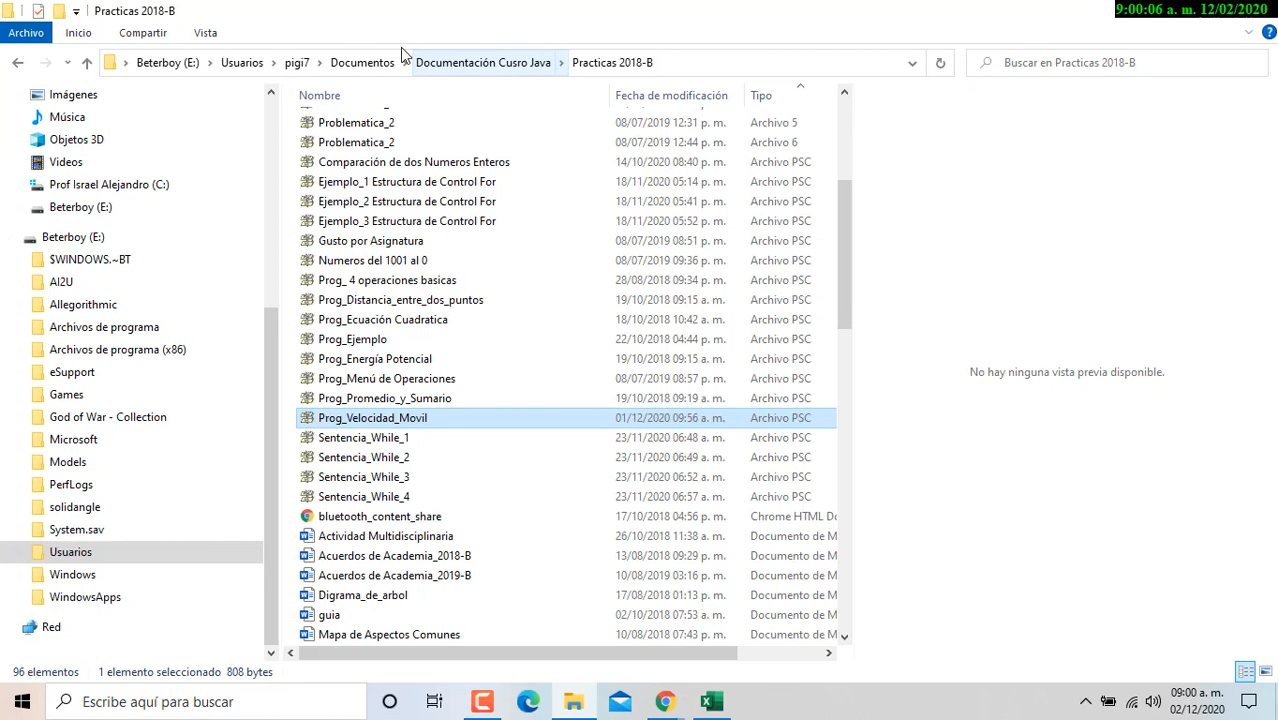 Practicas 2018-B
9:00:06 a. m. 12/02/2020
Archivo Inicio Compartir Vista
Beterboy (E:) Usuarios pigi7 Documentos Documentación Cusro Java Practicas 2018-B
Buscar en Practicas 2018-B
Imágenes
Música
Objetos 3D
Videos
Prof Israel Alejandro (C:)
Beterboy (E:)
Beterboy (E:)
$WINDOWS.~BT
AI2U
Allegorithmic
Archivos de programa
Archivos de programa (x86)
eSupport
Games
God of War - Collection
Microsoft
Models
PerfLogs
solidangle
System.sav
Usuarios
Windows
WindowsApps
Red
Nombre Fecha de modificación Tipo
Problematica_2 08/07/2019 12:31 p. m. Archivo 5
Problematica_2 08/07/2019 12:44 p. m. Archivo 6
Comparación de dos Numeros Enteros 14/10/2020 08:40 p. m. Archivo PSC
Ejemplo_1 Estructura de Control For 18/11/2020 05:14 p. m. Archivo PSC
Ejemplo_2 Estructura de Control For 18/11/2020 05:41 p. m. Archivo PSC
Ejemplo_3 Estructura de Control For 18/11/2020 05:52 p. m. Archivo PSC
Gusto por Asignatura 08/07/2019 08:51 p. m. Archivo PSC
Numeros del 1001 al 0 08/07/2019 09:36 p. m. Archivo PSC
Prog_ 4 operaciones basicas 28/08/2018 09:34 p. m. Archivo PSC
Prog_Distancia_entre_dos_puntos 19/10/2018 09:15 a. m. Archivo PSC
Prog_Ecuación Cuadratica 18/10/2018 10:42 a. m. Archivo PSC
Prog_Ejemplo 22/10/2018 04:44 p. m. Archivo PSC
Prog_Energía Potencial 19/10/2018 09:15 a. m. Archivo PSC
Prog_Menú de Operaciones 08/07/2019 08:57 p. m. Archivo PSC
Prog_Promedio_y_Sumario 19/10/2018 09:19 a. m. Archivo PSC
Prog_Velocidad_Movil 01/12/2020 09:56 a. m. Archivo PSC
Sentencia_While_1 23/11/2020 06:48 a. m. Archivo PSC
Sentencia_While_2 23/11/2020 06:49 a. m. Archivo PSC
Sentencia_While_3 23/11/2020 06:52 a. m. Archivo PSC
Sentencia_While_4 23/11/2020 06:57 a. m. Archivo PSC
bluetooth_content_share 17/10/2018 04:56 p. m. Chrome HTML Do
Actividad Multidisciplinaria 26/10/2018 11:38 a. m. Documento de M
Acuerdos de Academia_2018-B 13/08/2018 09:29 p. m. Documento de M
Acuerdos de Academia_2019-B 10/08/2019 03:16 p. m. Documento de M
Digrama_de_arbol 17/08/2018 01:13 p. m. Documento de M
guia 02/10/2018 07:53 a. m. Documento de M
Mapa de Aspectos Comunes 10/08/2018 07:43 p. m. Documento de M
No hay ninguna vista previa disponible.
96 elementos 1 elemento seleccionado 808 bytes
Escribe aquí para buscar
09:00 a. m.
02/12/2020